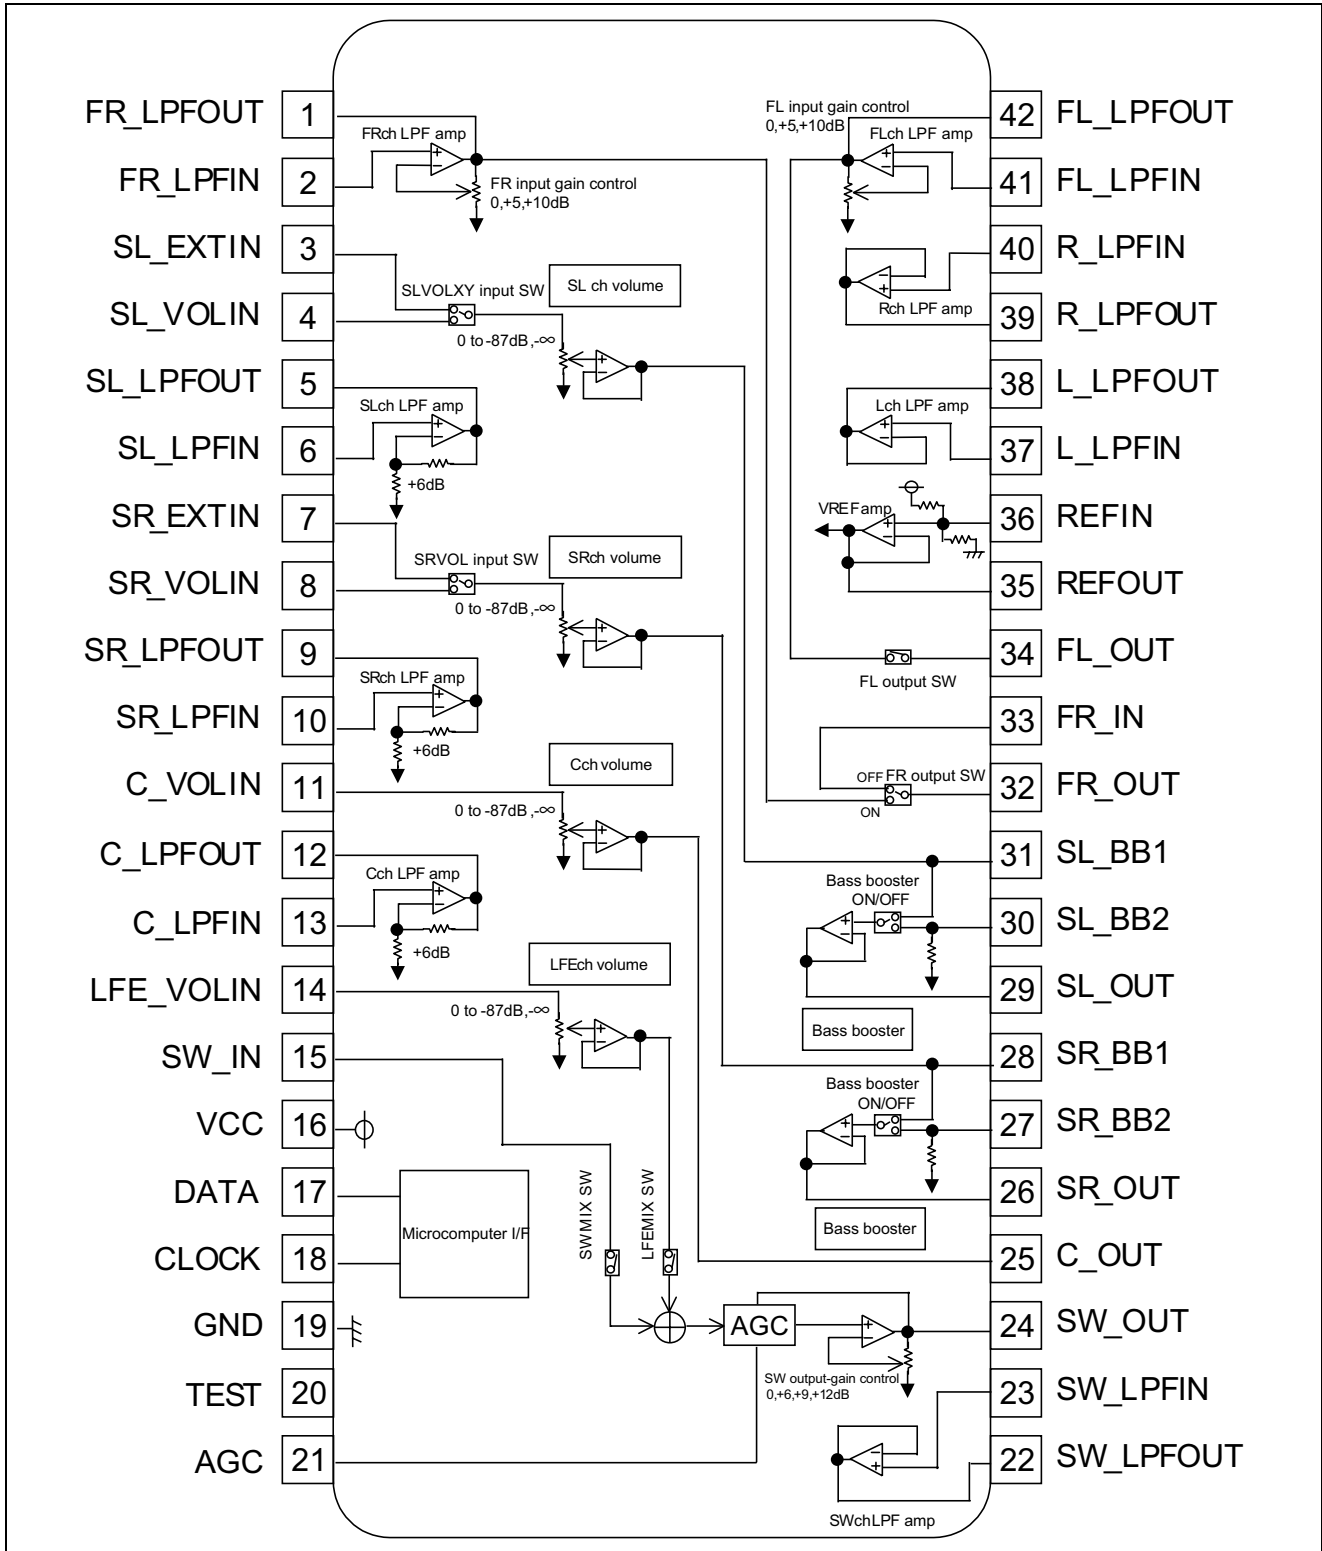 FR_LPFOUT 1
FR_LPFIN 2
SL_EXTIN 3
SL_VOLIN 4
SL_LPFOUT 5
SL_LPFIN 6
SR_EXTIN 7
SR_VOLIN 8
SR_LPFOUT 9
SR_LPFIN 10
C_VOLIN 11
C_LPFOUT 12
C_LPFIN 13
LFE_VOLIN 14
SW_IN 15
VCC 16
DATA 17
CLOCK 18
GND 19
TEST 20
AGC 21
FRch LPF amp
FR input gain control
0,+5,+10dB
SLVOLXY input SW
SL ch volume
0 to -87dB,-∞
SLch LPF amp
+6dB
SRVOL input SW
SRch volume
0 to -87dB,-∞
SRch LPF amp
+6dB
Cch volume
0 to -87dB,-∞
Cch LPF amp
+6dB
LFEch volume
0 to -87dB,-∞
Microcomputer I/F
SWMIX SW
LFEMIX SW
AGC
SW output-gain control
0,+6,+9,+12dB
FL input gain control
0,+5,+10dB
FLch LPF amp
Rch LPF amp
Lch LPF amp
VREF amp
FL output SW
OFF FR output SW
ON
Bass booster
ON/OFF
Bass booster
Bass booster
ON/OFF
Bass booster
SWchLPF amp
42 FL_LPFOUT
41 FL_LPFIN
40 R_LPFIN
39 R_LPFOUT
38 L_LPFOUT
37 L_LPFIN
36 REFIN
35 REFOUT
34 FL_OUT
33 FR_IN
32 FR_OUT
31 SL_BB1
30 SL_BB2
29 SL_OUT
28 SR_BB1
27 SR_BB2
26 SR_OUT
25 C_OUT
24 SW_OUT
23 SW_LPFIN
22 SW_LPFOUT